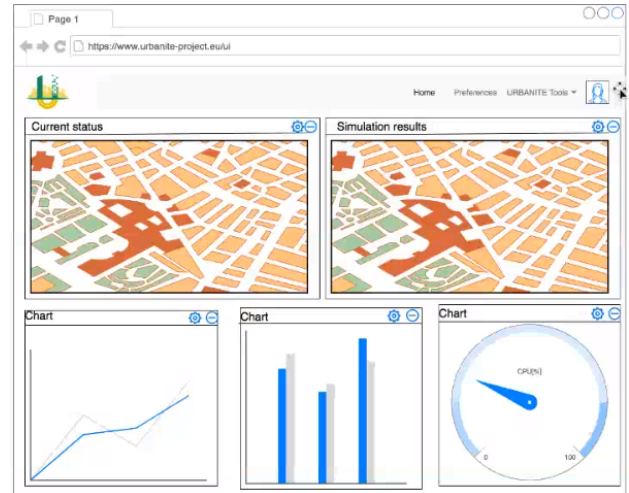 Page 1
https://www.urbanite-project.eu/ui
Home Preferences URBANITE Tools
Current status
Simulation results
Chart
Chart
Chart
CPU[%]
0 100